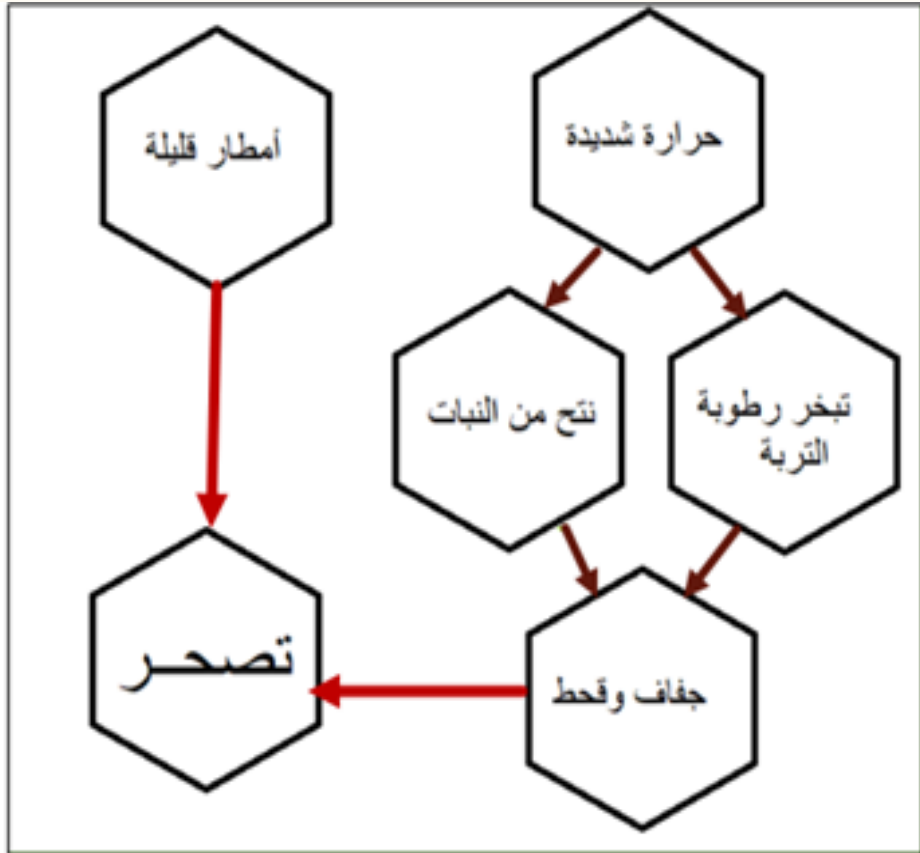 حرارة شديدة
أمطار قليلة
تبخر رطوبة
التربة
نتح من النبات
جفاف وقحط
تصحـر